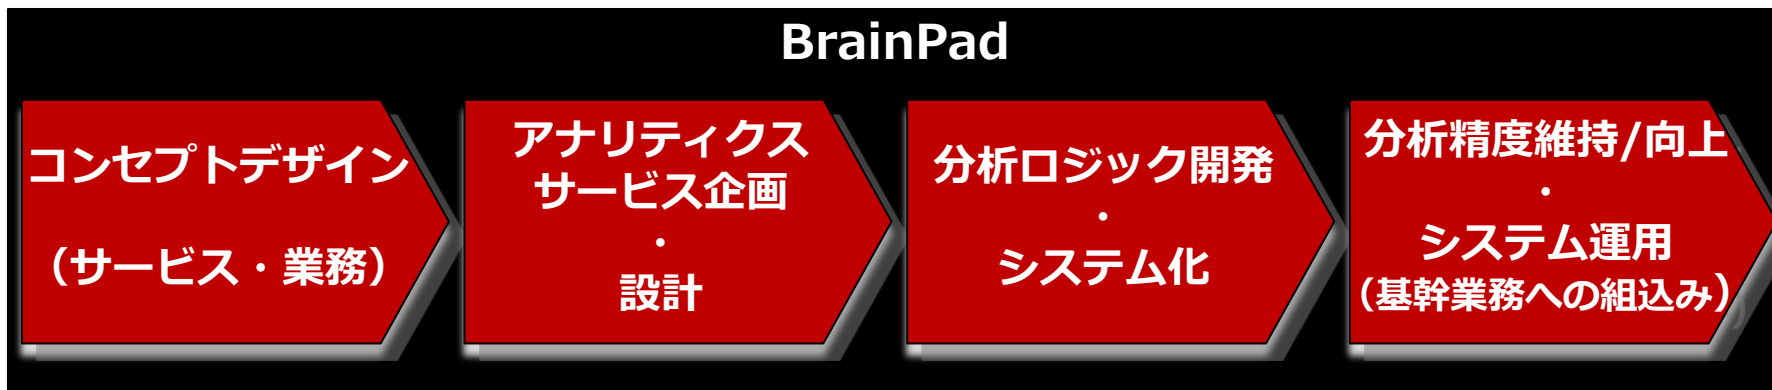 BrainPad
コンセプトデザイン
（サービス・業務）
アナリティクス
サービス企画
・
設計
分析ロジック開発
・
システム化
分析精度維持/向上
・
システム運用
（基幹業務への組込み）